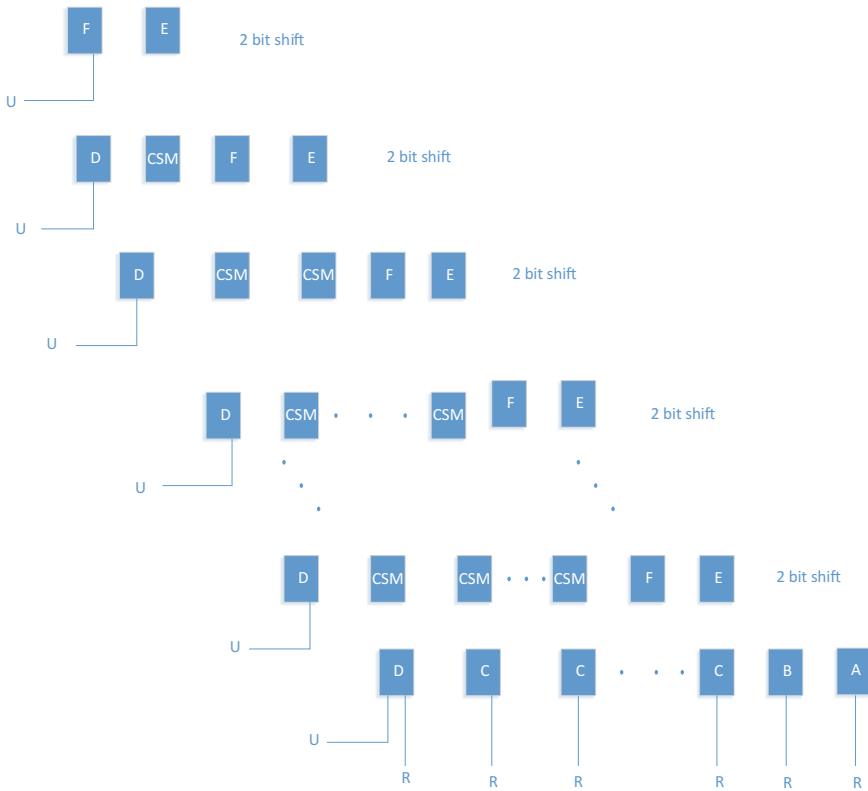 F E 2 bit shift
U
D CSM F E 2 bit shift
U
D CSM CSM F E 2 bit shift
U
D CSM . . . CSM F E 2 bit shift
U
D CSM CSM . . . CSM F E 2 bit shift
U
D C C . . . C B A
U
R R R R R R